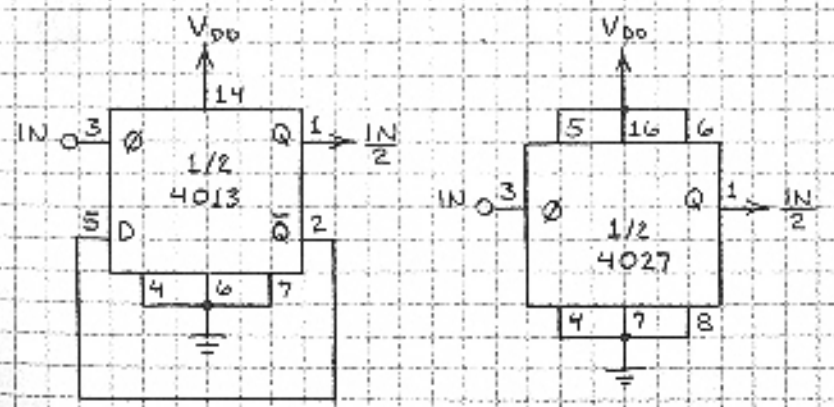 VDD
14
IN 3 Ø Q 1 IN/2
1/2
4013
5 D Q̅ 2
4 6 7
VDD
5 16 6
IN 3 Ø Q 1 IN/2
1/2
4027
4 7 8